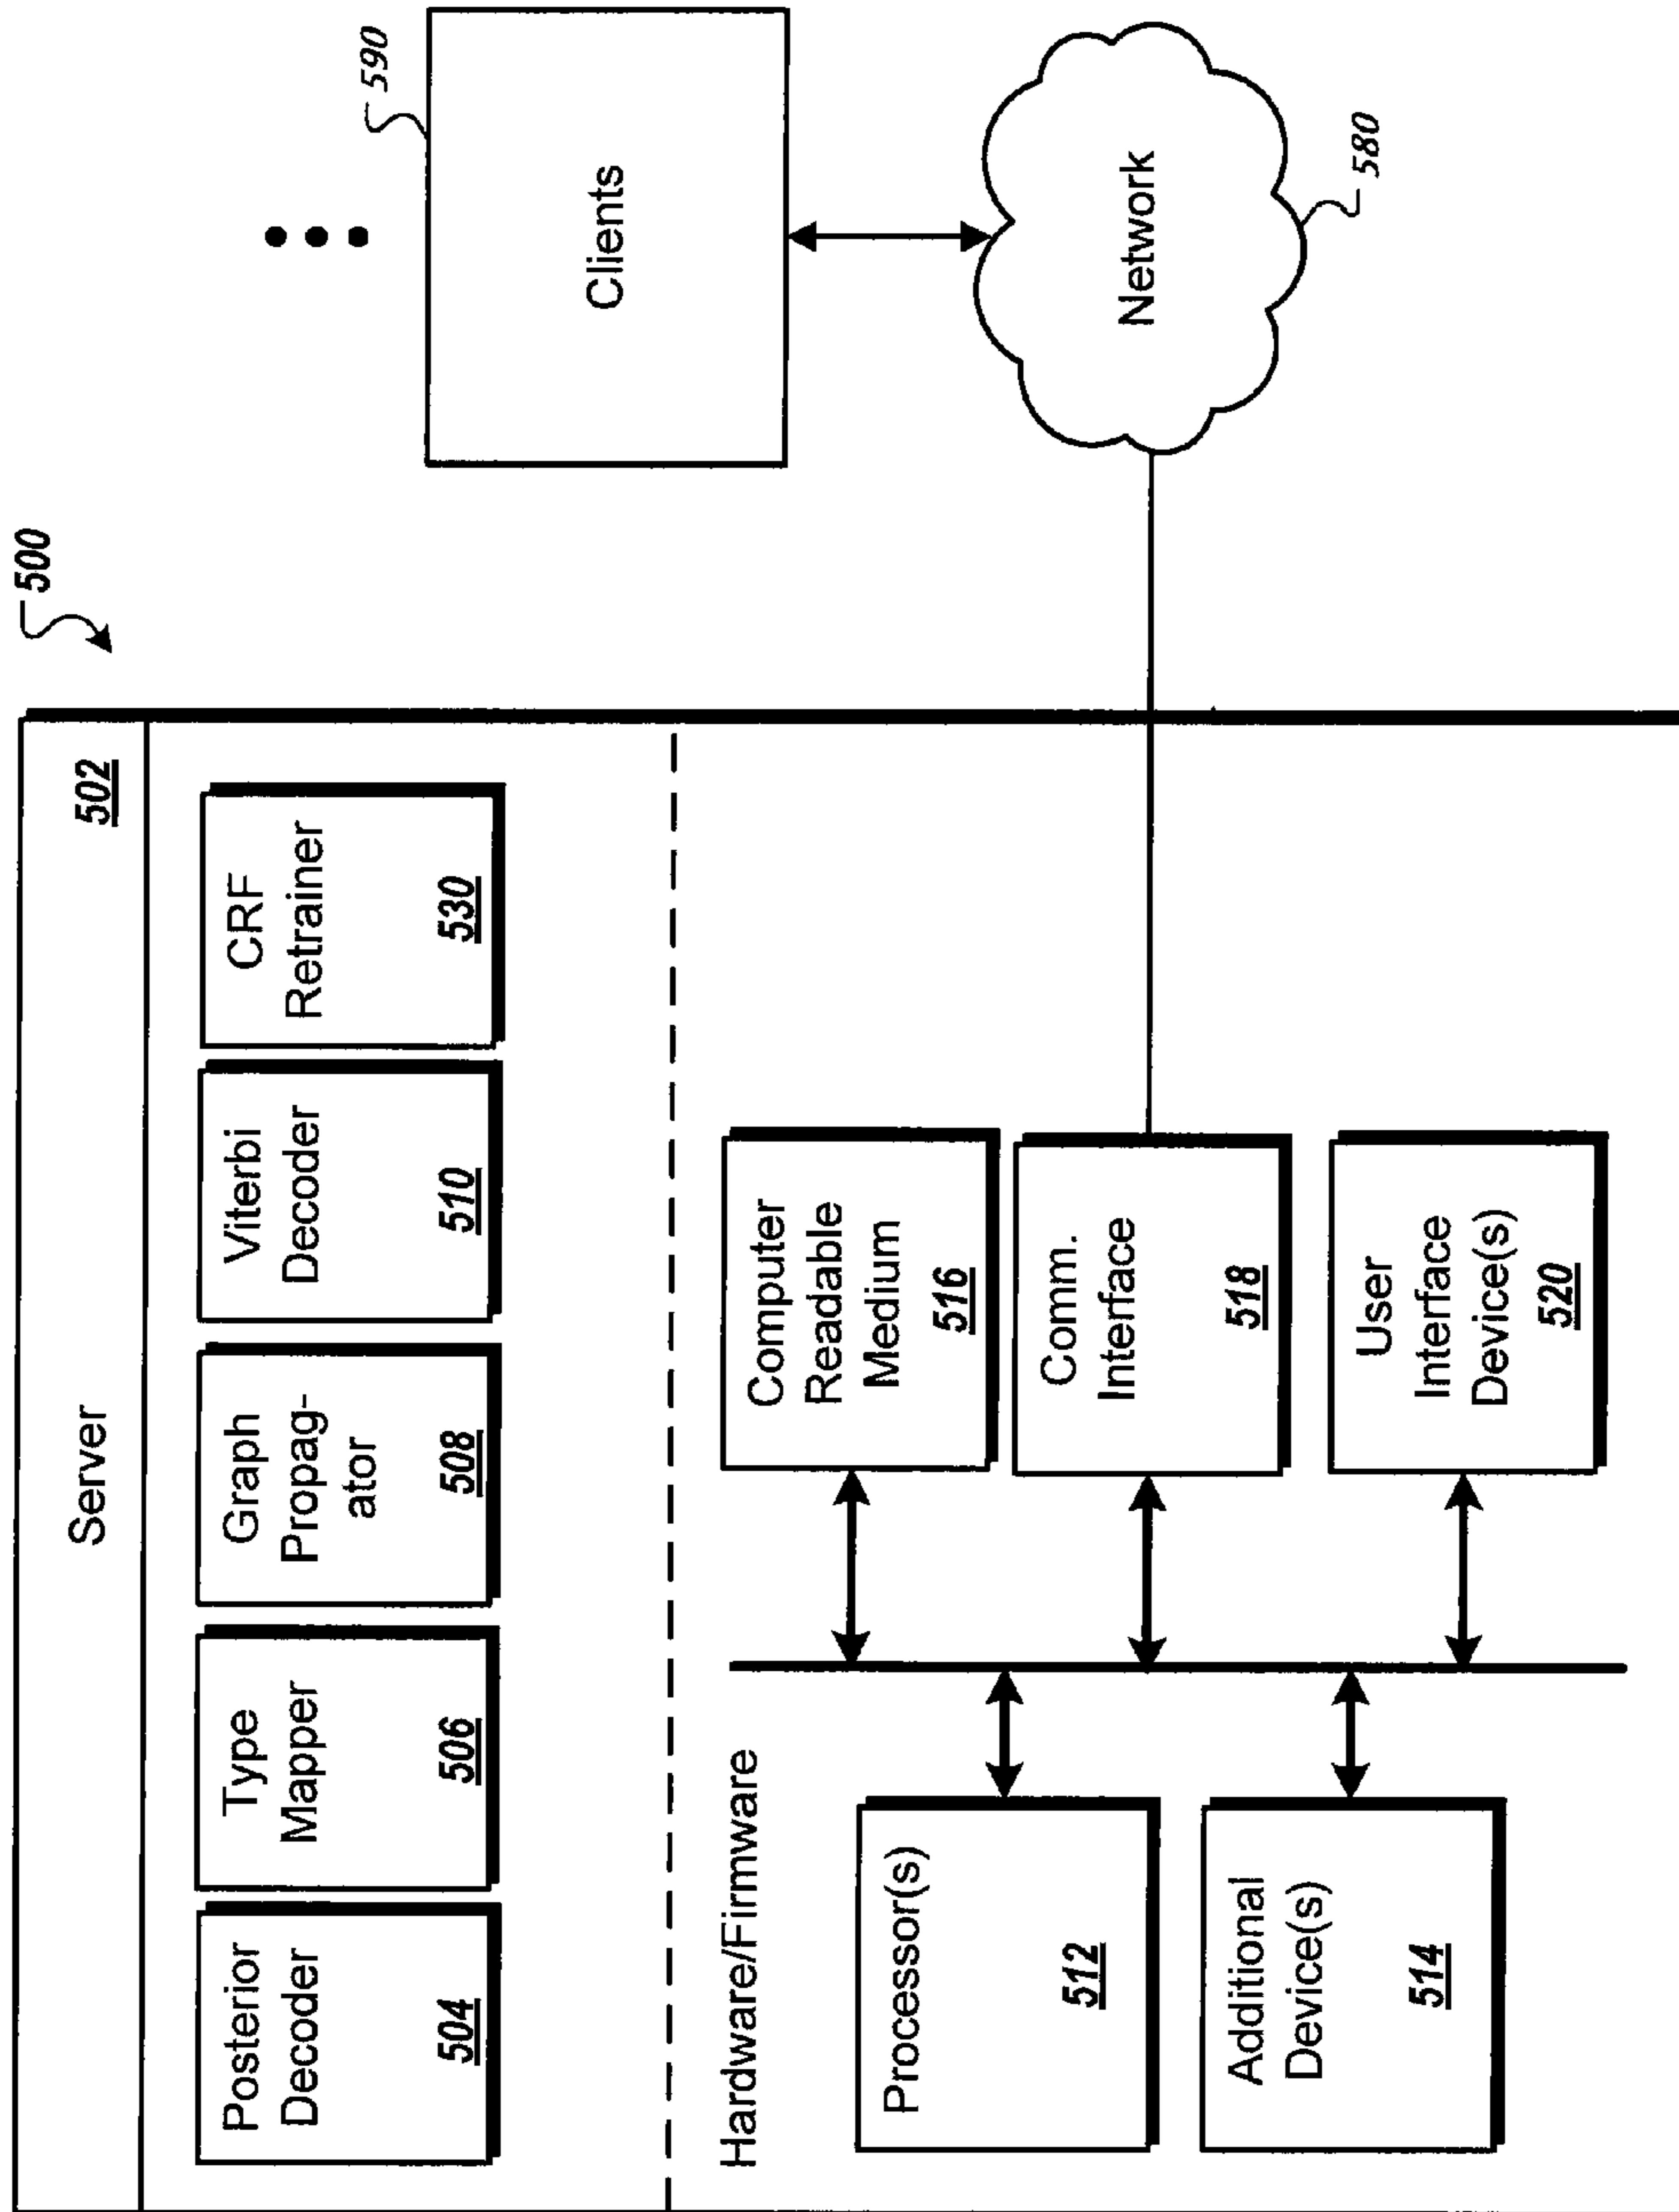 500
Server
502
Posterior
Decoder
504
Type
Mapper
506
Graph
Propag-
ator
508
Viterbi
Decoder
510
CRF
Retrainer
530
Hardware/Firmware
Processor(s)
512
Additional
Device(s)
514
Computer
Readable
Medium
516
Comm.
Interface
518
User
Interface
Device(s)
520
590
Clients
Network
580